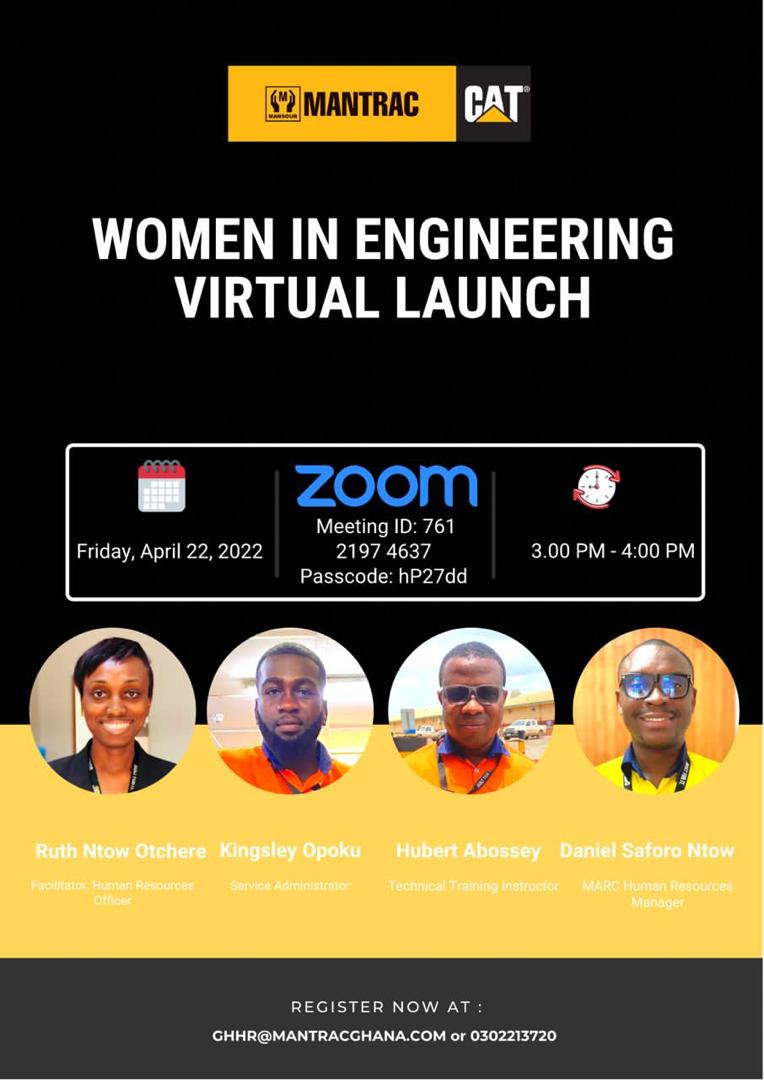 MANSOUR
MANTRAC
CAT®
WOMEN IN ENGINEERING
VIRTUAL LAUNCH
Friday, April 22, 2022
zoom
Meeting ID: 761
2197 4637
Passcode: hP27dd
3.00 PM - 4:00 PM
Ruth Ntow Otchere
Facilitator, Human Resources
Officer
Kingsley Opoku
Service Administrator
Hubert Abossey
Technical Training Instructor
Daniel Saforo Ntow
MARC Human Resources
Manager
REGISTER NOW AT :
GHHR@MANTRACGHANA.COM or 0302213720